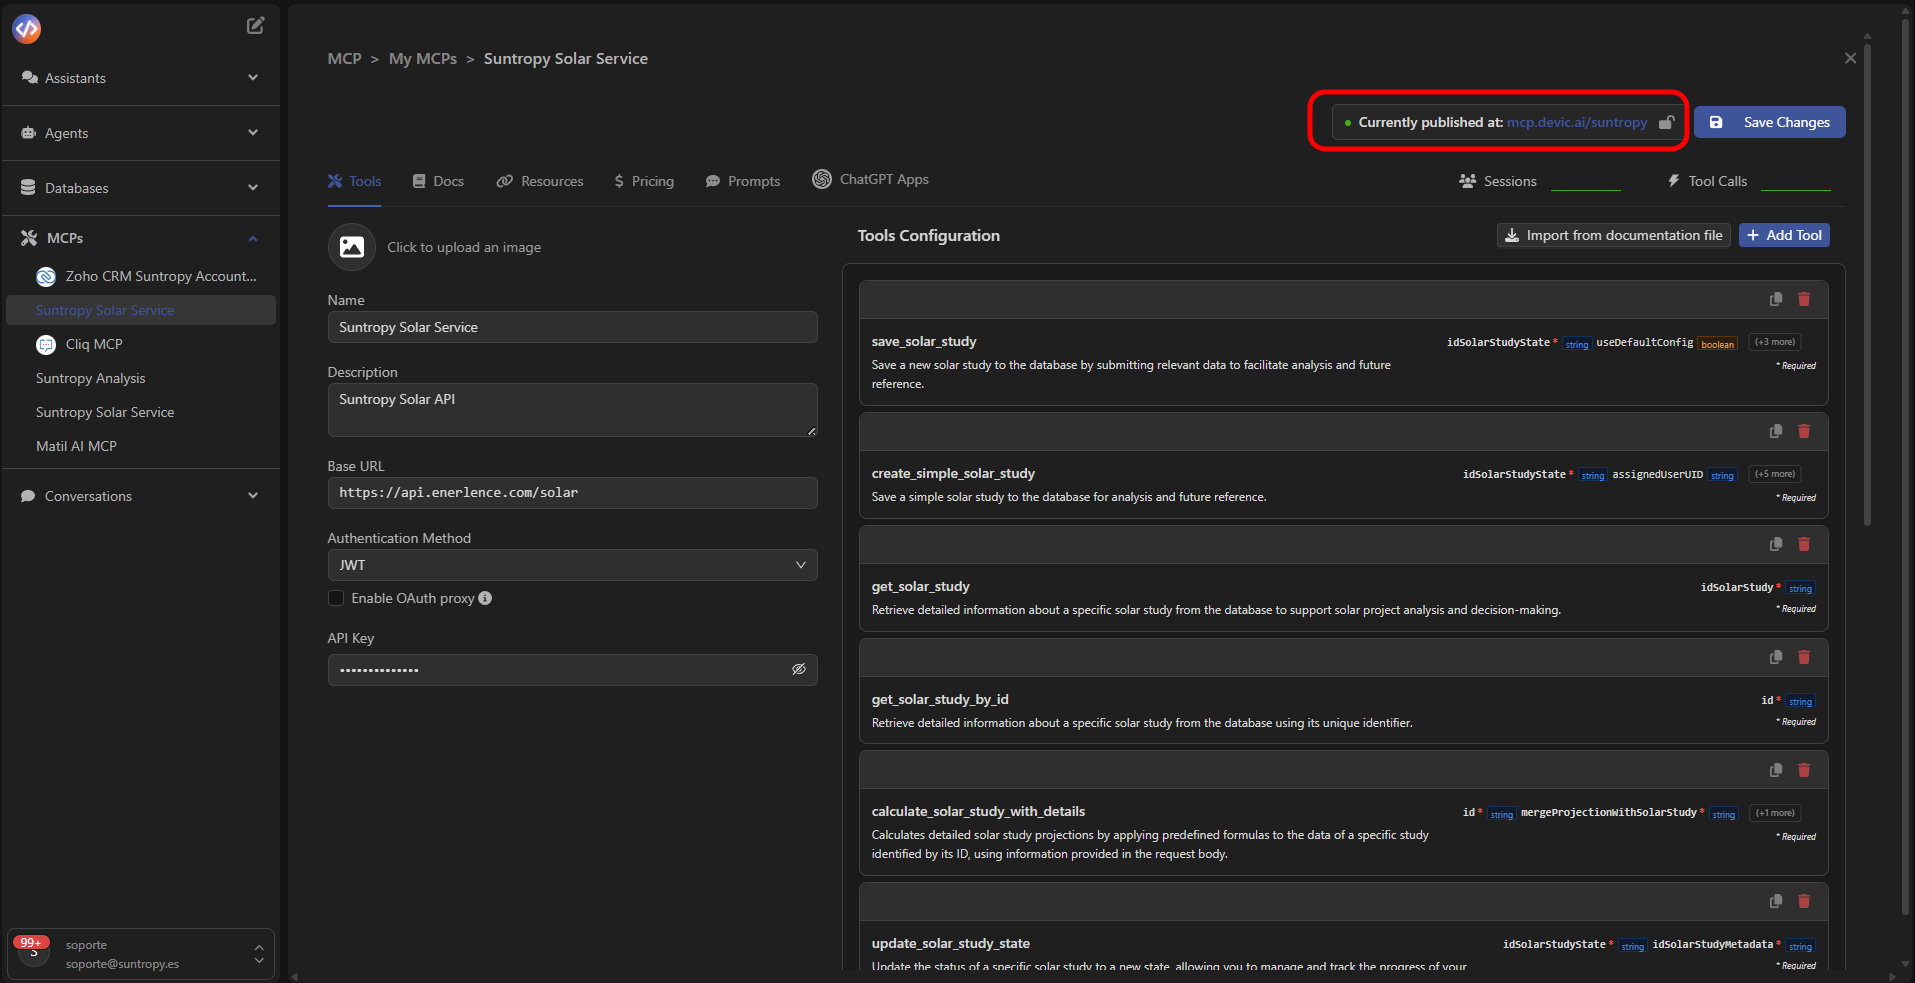 Assistants
Agents
Databases
MCPs
Zoho CRM Suntropy Account...
Suntropy Solar Service
Cliq MCP
Suntropy Analysis
Suntropy Solar Service
Matil AI MCP
Conversations
99+
S
soporte
soporte@suntropy.es
MCP > My MCPs > Suntropy Solar Service
Currently published at: mcp.devic.ai/suntropy
Save Changes
Tools
Docs
Resources
Pricing
Prompts
ChatGPT Apps
Sessions
Tool Calls
Click to upload an image
Name
Suntropy Solar Service
Description
Suntropy Solar API
Base URL
https://api.enerlence.com/solar
Authentication Method
JWT
Enable OAuth proxy
API Key
••••••••••••••
Tools Configuration
Import from documentation file
Add Tool
save_solar_study
idSolarStudyState * string useDefaultConfig boolean (+3 more)
Save a new solar study to the database by submitting relevant data to facilitate analysis and future
reference.
* Required
create_simple_solar_study
idSolarStudyState * string assignedUserUID string (+5 more)
Save a simple solar study to the database for analysis and future reference.
* Required
get_solar_study
idSolarStudy * string
Retrieve detailed information about a specific solar study from the database to support solar project analysis and decision-making.
* Required
get_solar_study_by_id
id * string
Retrieve detailed information about a specific solar study from the database using its unique identifier.
* Required
calculate_solar_study_with_details
id * string mergeProjectionWithSolarStudy * string (+1 more)
Calculates detailed solar study projections by applying predefined formulas to the data of a specific study
identified by its ID, using information provided in the request body.
* Required
update_solar_study_state
idSolarStudyState * string idSolarStudyMetadata * string
Update the status of a specific solar study to a new state, allowing you to manage and track the progress of your
* Required